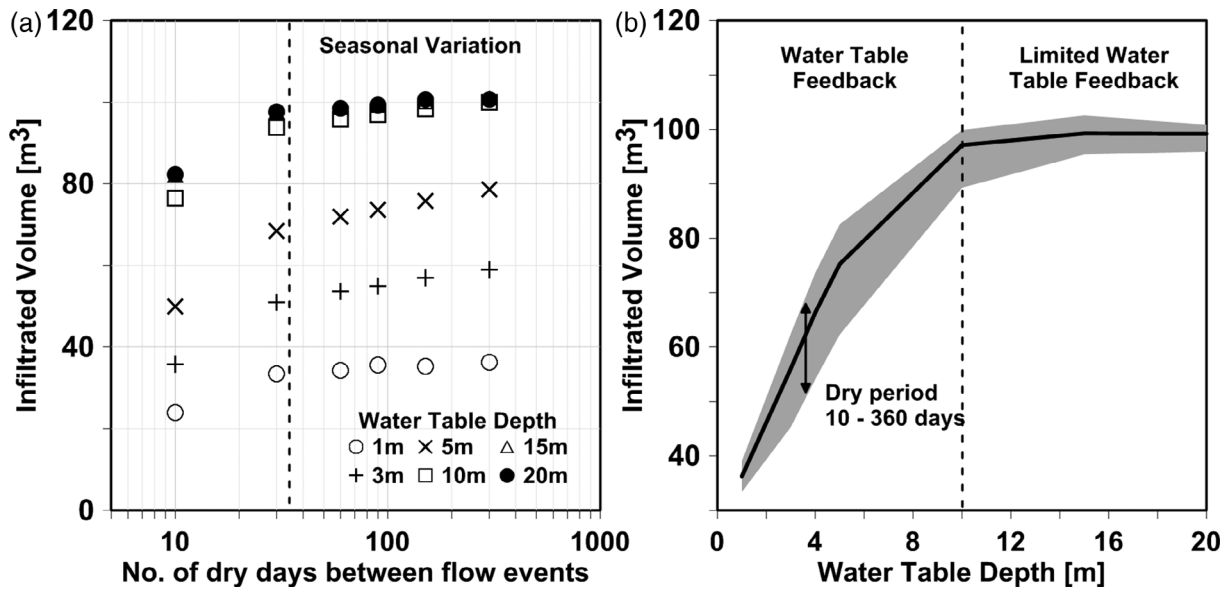 (a)
120
80
40
0
Infiltrated Volume [m³]
Seasonal Variation
Water Table Depth
1m 5m 15m
3m 10m 20m
10 100 1000
No. of dry days between flow events
(b)
120
100
80
60
40
Infiltrated Volume [m³]
Water Table
Feedback
Limited Water
Table Feedback
Dry period
10 - 360 days
0 4 8 12 16 20
Water Table Depth [m]